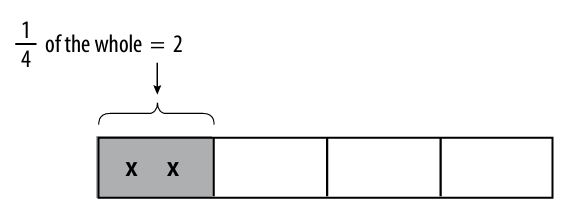 1/4 of the whole = 2
x x